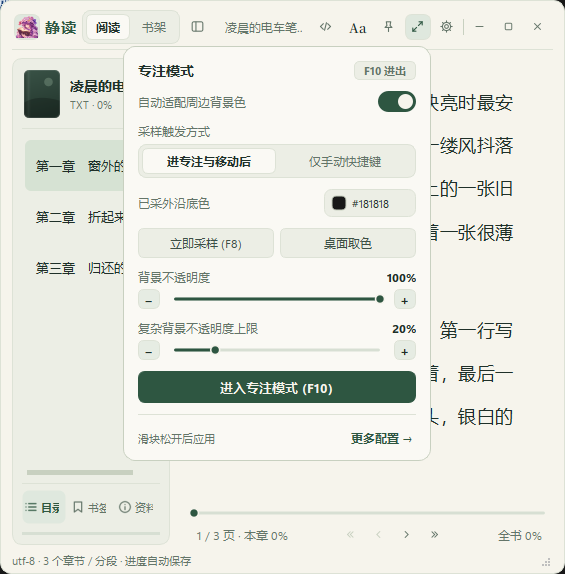 静读 阅读 书架 凌晨的电车笔.. </> Aa
凌晨的电
TXT · 0%
第一章 窗外的
第二章 折起来
第三章 归还的
目录 书签 资料
专注模式 F10 进出
自动适配周边背景色
采样触发方式
进专注与移动后 仅手动快捷键
已采外沿底色 #181818
立即采样 (F8) 桌面取色
背景不透明度 100%
− +
复杂背景不透明度上限 20%
− +
进入专注模式 (F10)
滑块松开后应用 更多配置 →
亮时最安
一缕风抖落
上的一张旧
着一张很薄
第一行写
着，最后一
头，银白的
1 / 3 页 · 本章 0% « ‹ › » 全书 0%
utf-8 · 3 个章节 / 分段 · 进度自动保存